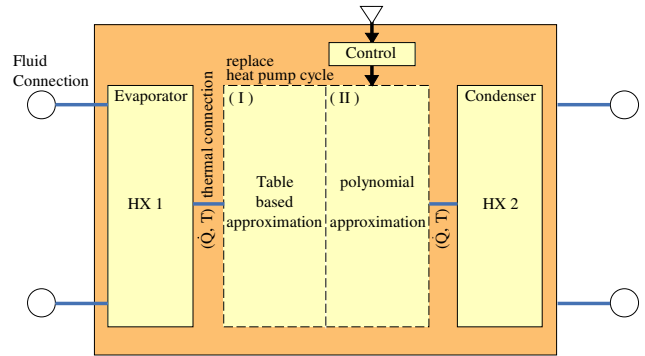 Control
replace
heat pump cycle
Fluid
Connection
Evaporator
HX 1
(Q̇, T) thermal connection
( I )
Table
based
approximation
( II )
polynomial
approximation
(Q̇, T)
Condenser
HX 2